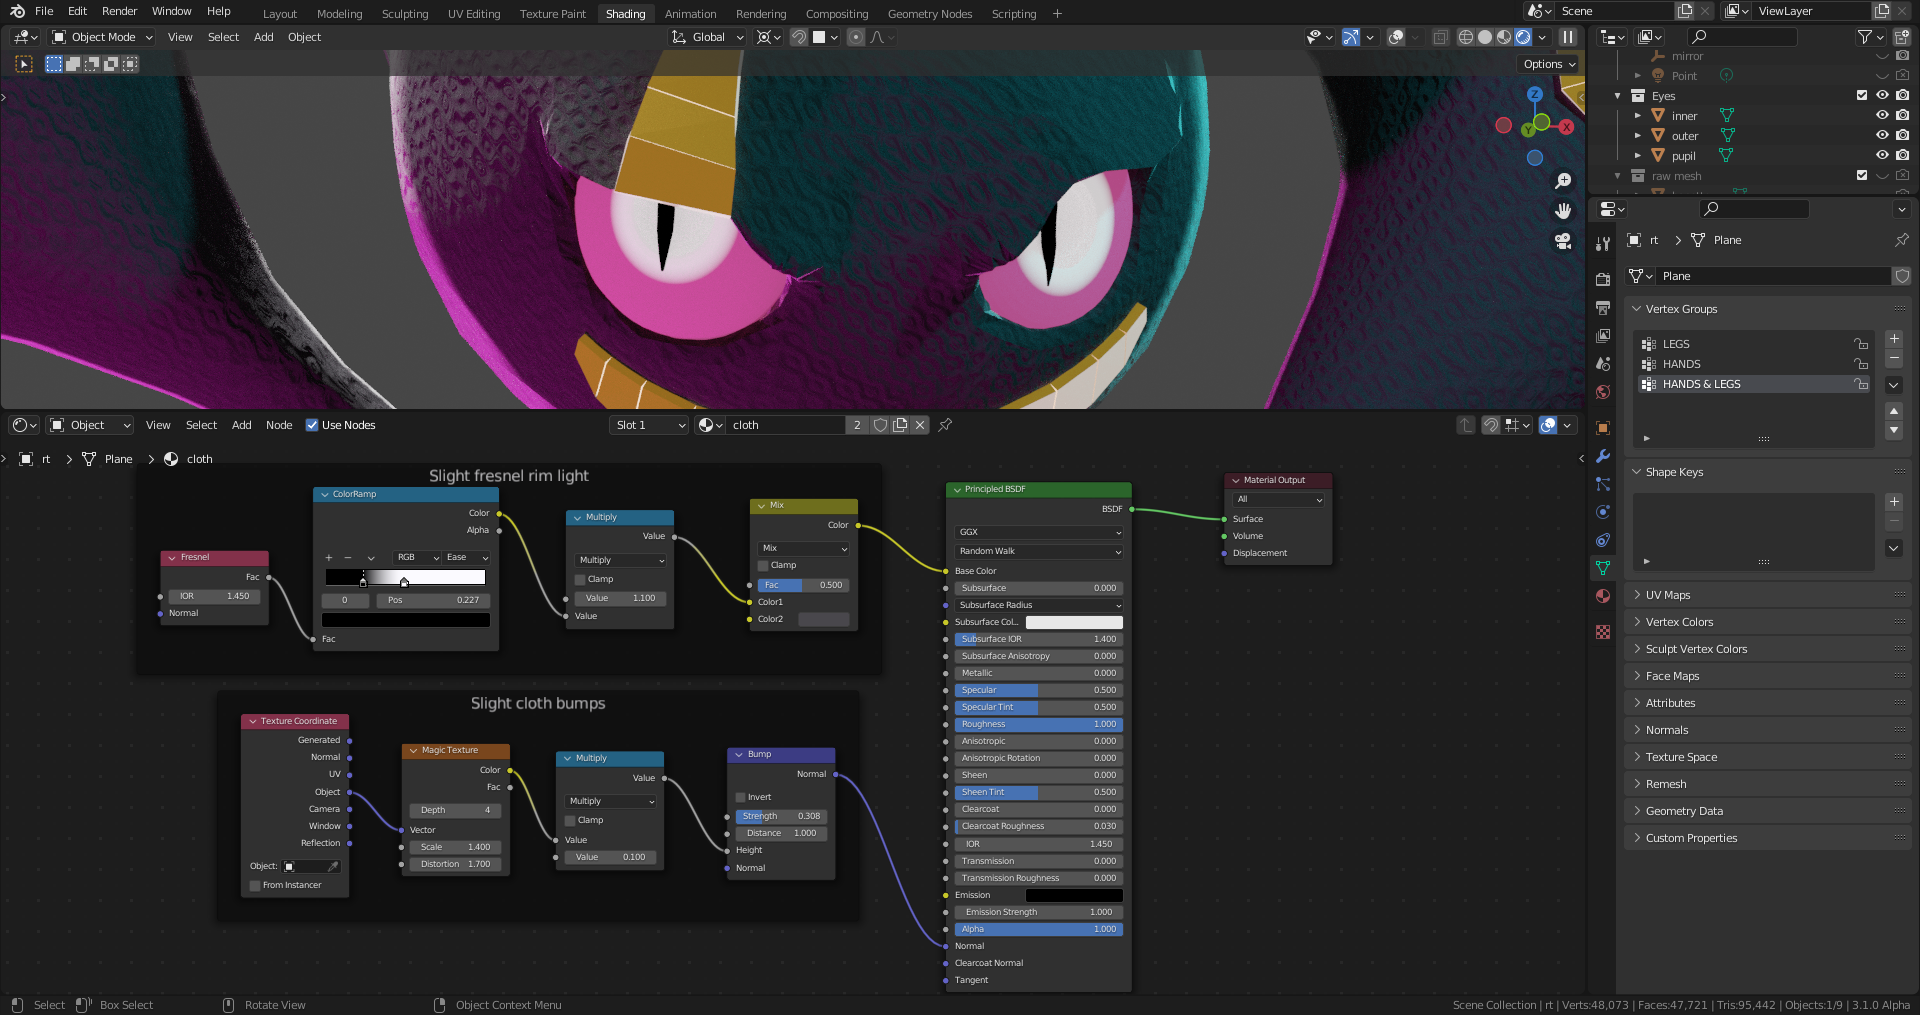 File Edit Render Window Help Layout Modeling Sculpting UV Editing Texture Paint Shading Animation Rendering Compositing Geometry Nodes Scripting + Scene ViewLayer
Object Mode View Select Add Object Global
Options
mirror
Point
Eyes
inner
outer
pupil
raw mesh
Z
Y
X
rt Plane
Plane
Vertex Groups
LEGS
HANDS
HANDS & LEGS
Shape Keys
UV Maps
Vertex Colors
Sculpt Vertex Colors
Face Maps
Attributes
Normals
Texture Space
Remesh
Geometry Data
Custom Properties
Object View Select Add Node Use Nodes Slot 1 cloth 2
rt Plane cloth
Slight fresnel rim light
Fresnel
Fac
IOR 1.450
Normal
ColorRamp
Color
Alpha
RGB Ease
0 Pos 0.227
Fac
Multiply
Value
Multiply
Clamp
Value 1.100
Value
Mix
Color
Mix
Clamp
Fac 0.500
Color1
Color2
Slight cloth bumps
Texture Coordinate
Generated
Normal
UV
Object
Camera
Window
Reflection
Object:
From Instancer
Magic Texture
Color
Fac
Depth 4
Vector
Scale 1.400
Distortion 1.700
Multiply
Value
Multiply
Clamp
Value
Value 0.100
Bump
Normal
Invert
Strength 0.308
Distance 1.000
Height
Normal
Principled BSDF
BSDF
GGX
Random Walk
Base Color
Subsurface 0.000
Subsurface Radius
Subsurface Col...
Subsurface IOR 1.400
Subsurface Anisotropy 0.000
Metallic 0.000
Specular 0.500
Specular Tint 0.500
Roughness 1.000
Anisotropic 0.000
Anisotropic Rotation 0.000
Sheen 0.000
Sheen Tint 0.500
Clearcoat 0.000
Clearcoat Roughness 0.030
IOR 1.450
Transmission 0.000
Transmission Roughness 0.000
Emission
Emission Strength 1.000
Alpha 1.000
Normal
Clearcoat Normal
Tangent
Material Output
All
Surface
Volume
Displacement
Select Box Select Rotate View Object Context Menu Scene Collection | rt | Verts:48,073 | Faces:47,721 | Tris:95,442 | Objects:1/9 | 3.1.0 Alpha